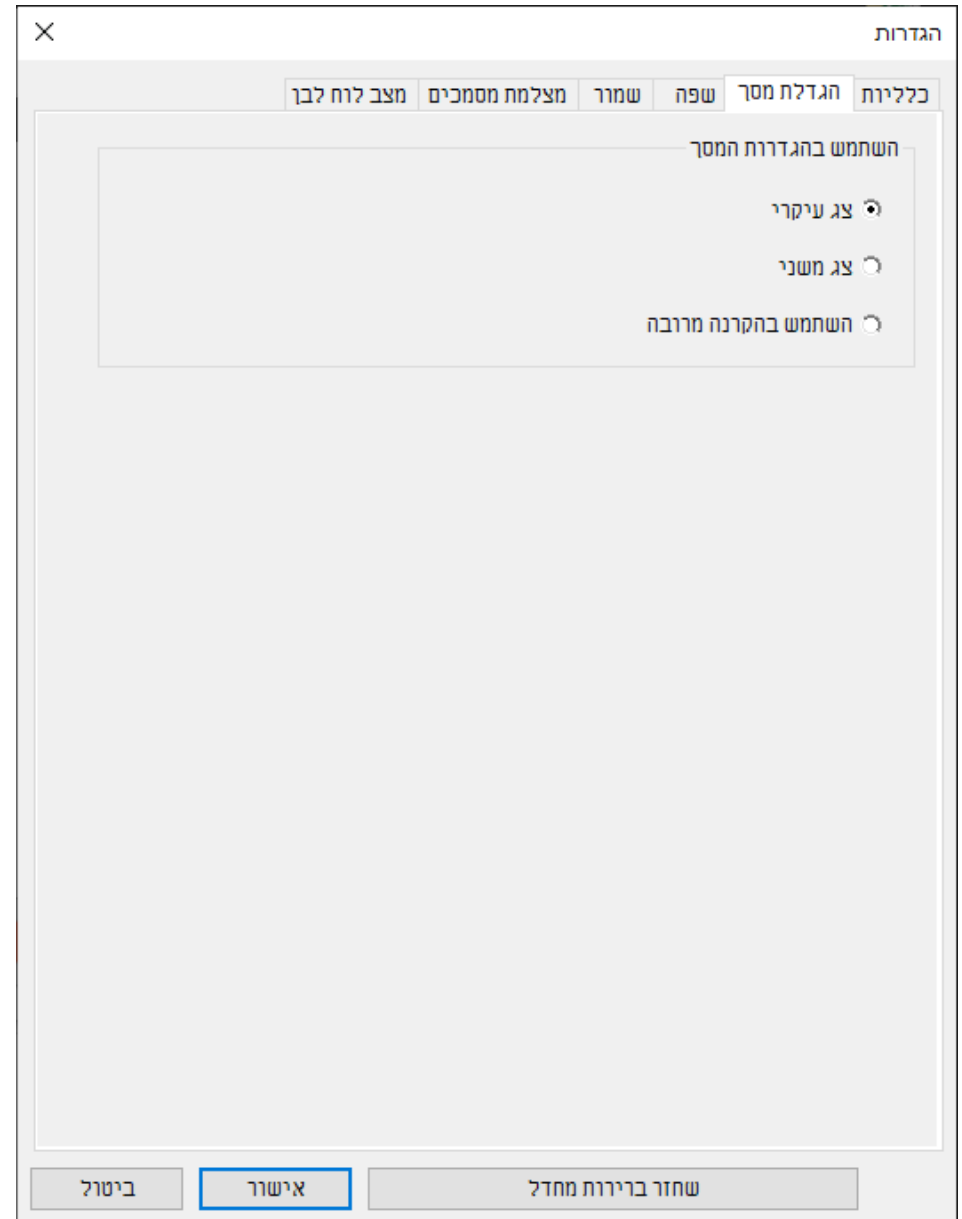 הגדרות
כלליות הגדלת מסך שפה שמור מצלמת מסמכים מצב לוח לבן
השתמש בהגדרות המסך
צג עיקרי
צג משני
השתמש בהקרנה מרובה
שחזר ברירות מחדל אישור ביטול